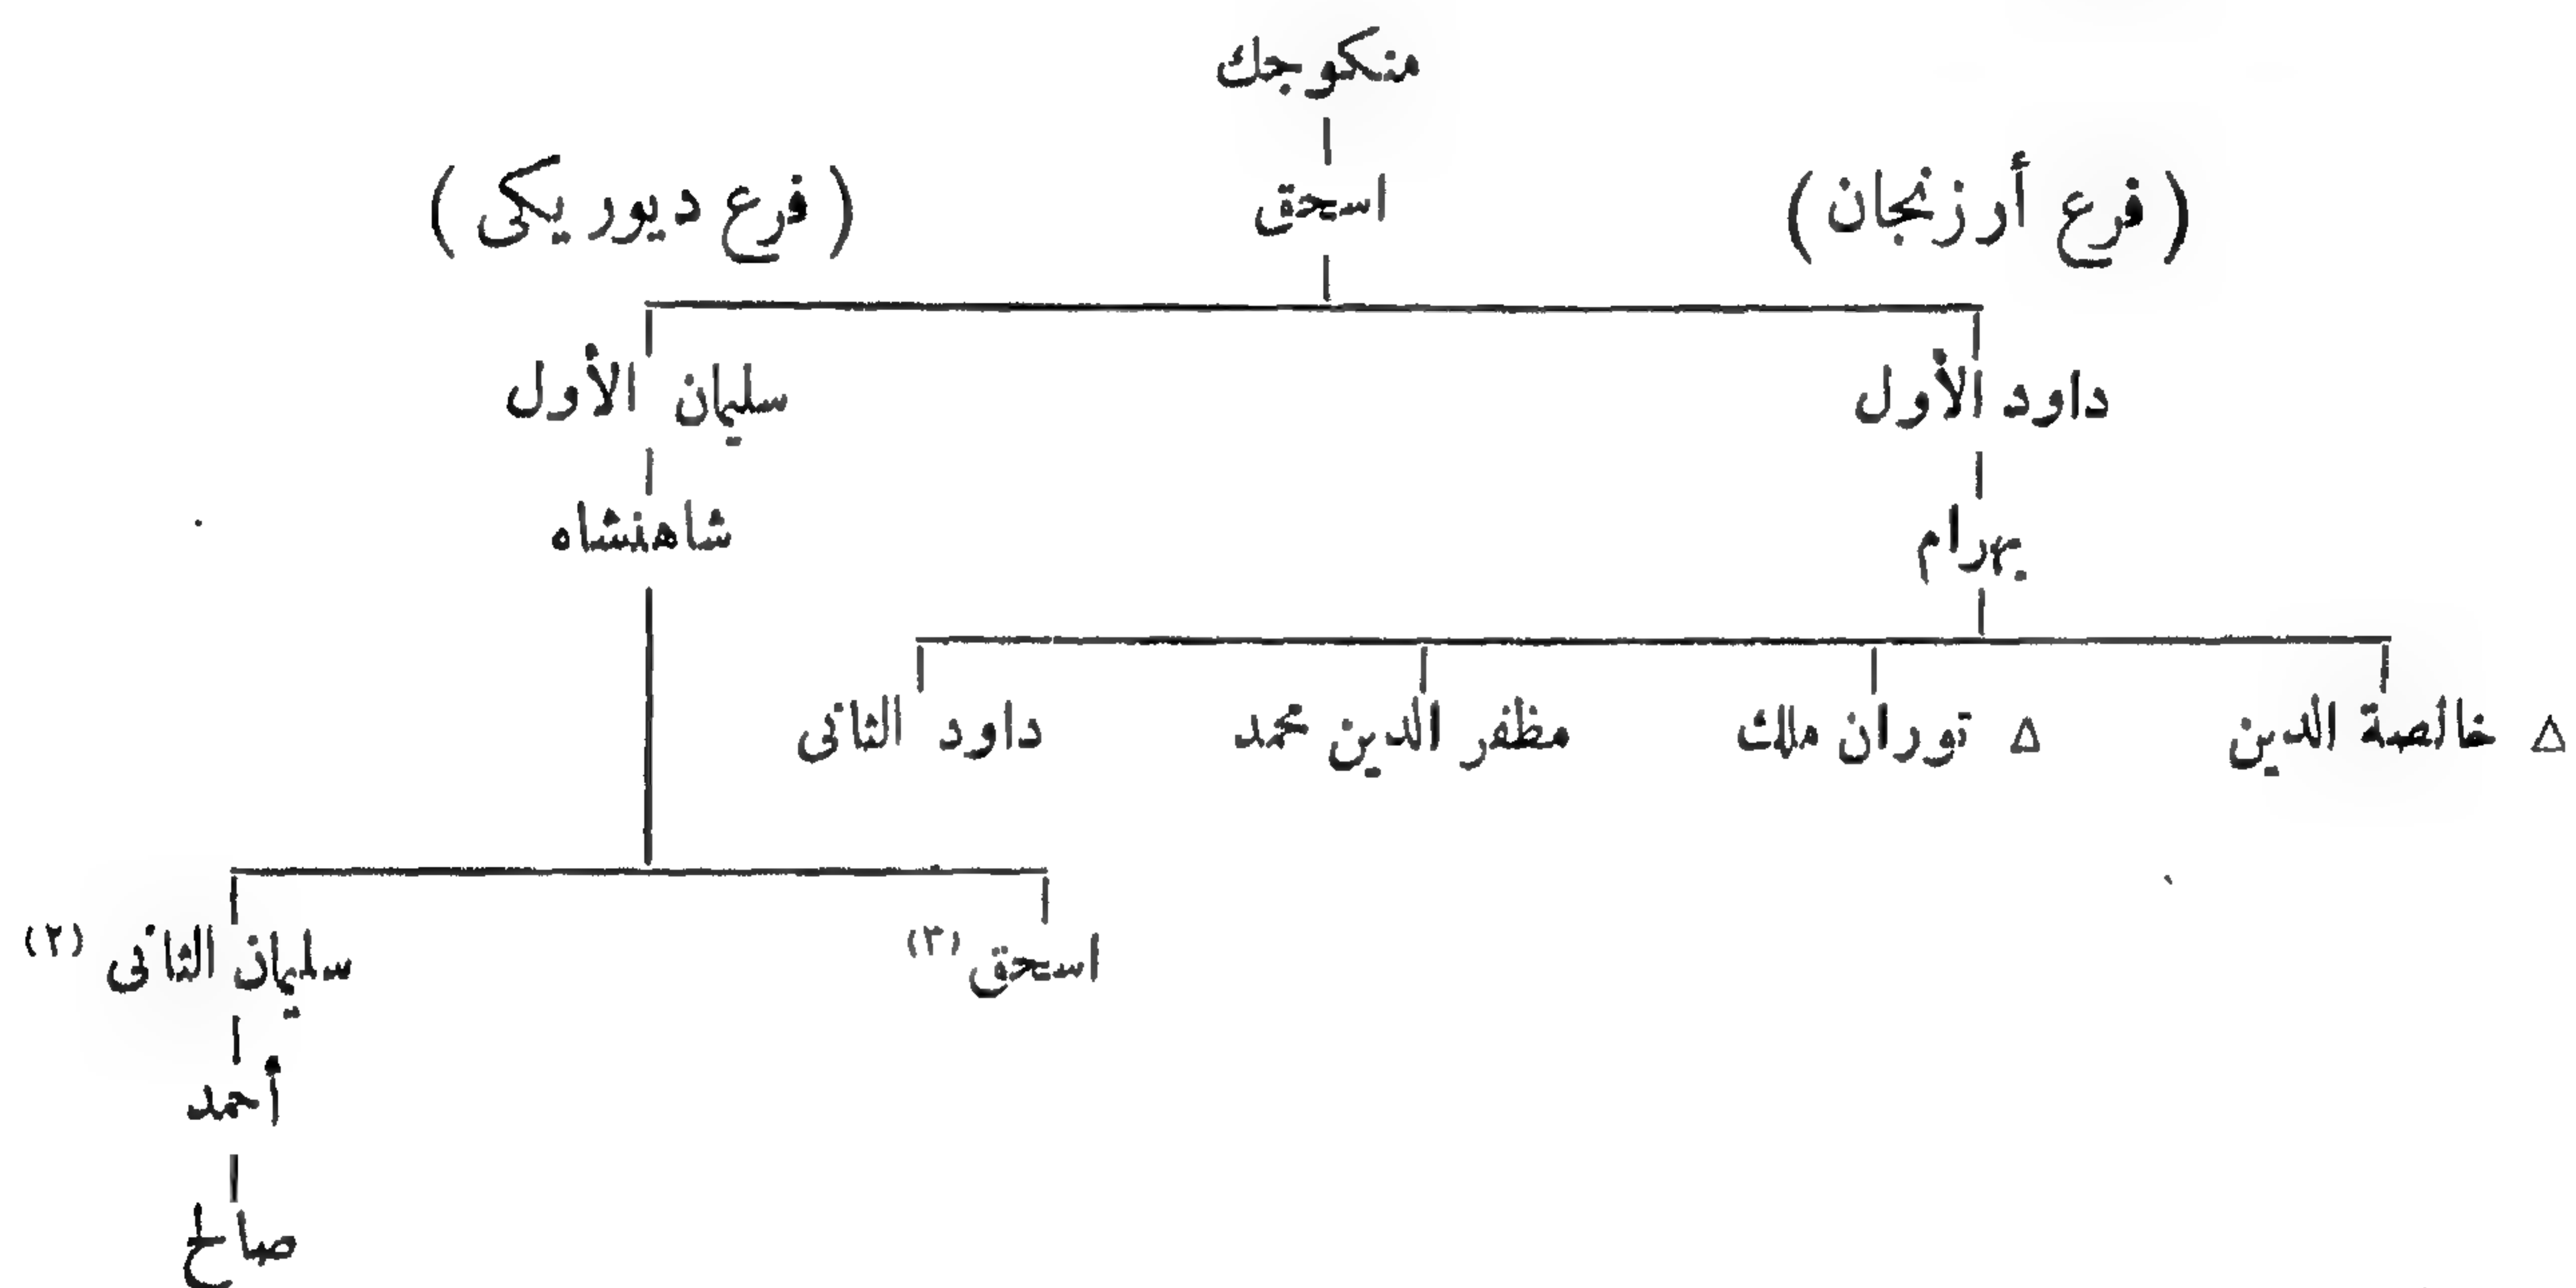 منكوجك
اسحق
( فرع أرزنجان )
( فرع ديوريكى )
داود الأول
سليمان الأول
بهرام
شاهنشاه
△ خالصة الدين
△ توران ملك
مظفر الدين محمد
داود الثانى
اسحق (٣)
سليمان الثانى (٢)
أحمد
صالح